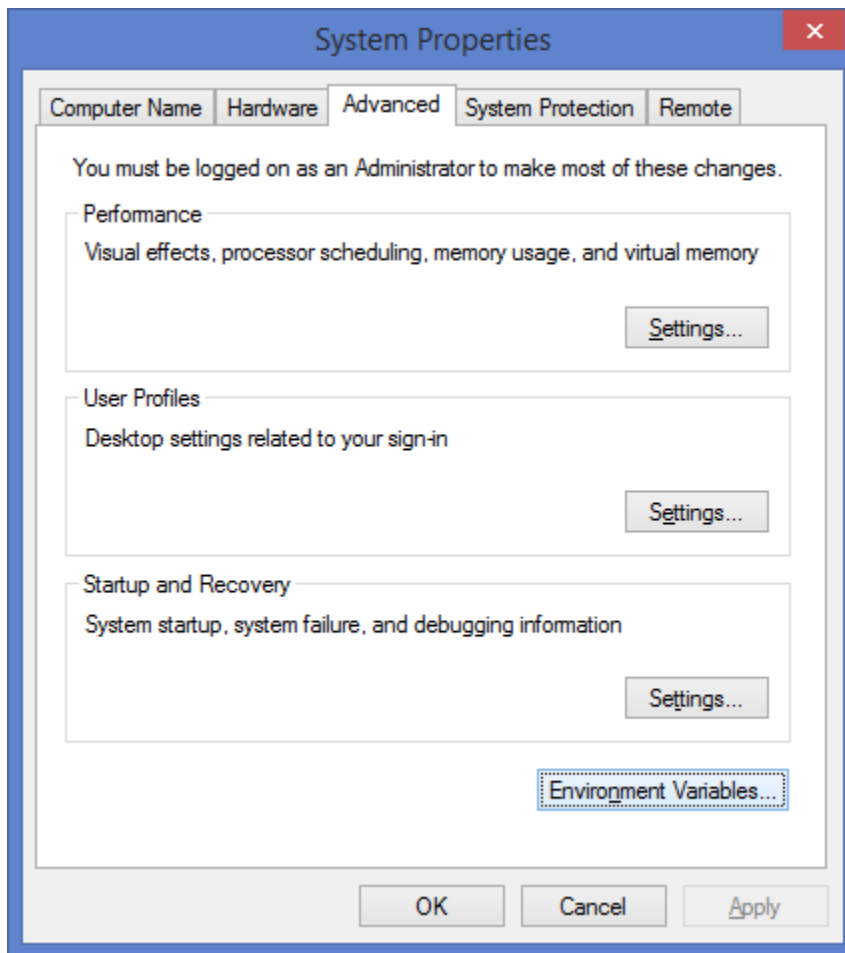 System Properties
Computer Name Hardware Advanced System Protection Remote
You must be logged on as an Administrator to make most of these changes.
Performance
Visual effects, processor scheduling, memory usage, and virtual memory
Settings...
User Profiles
Desktop settings related to your sign-in
Settings...
Startup and Recovery
System startup, system failure, and debugging information
Settings...
Environment Variables...
OK Cancel Apply